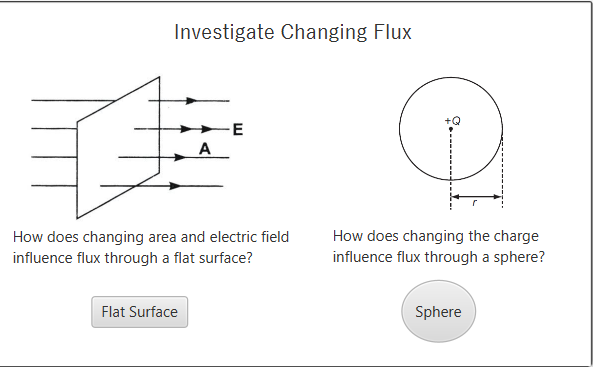 Investigate Changing Flux
E
A
+Q
r
How does changing area and electric field
influence flux through a flat surface?
How does changing the charge
influence flux through a sphere?
Flat Surface
Sphere